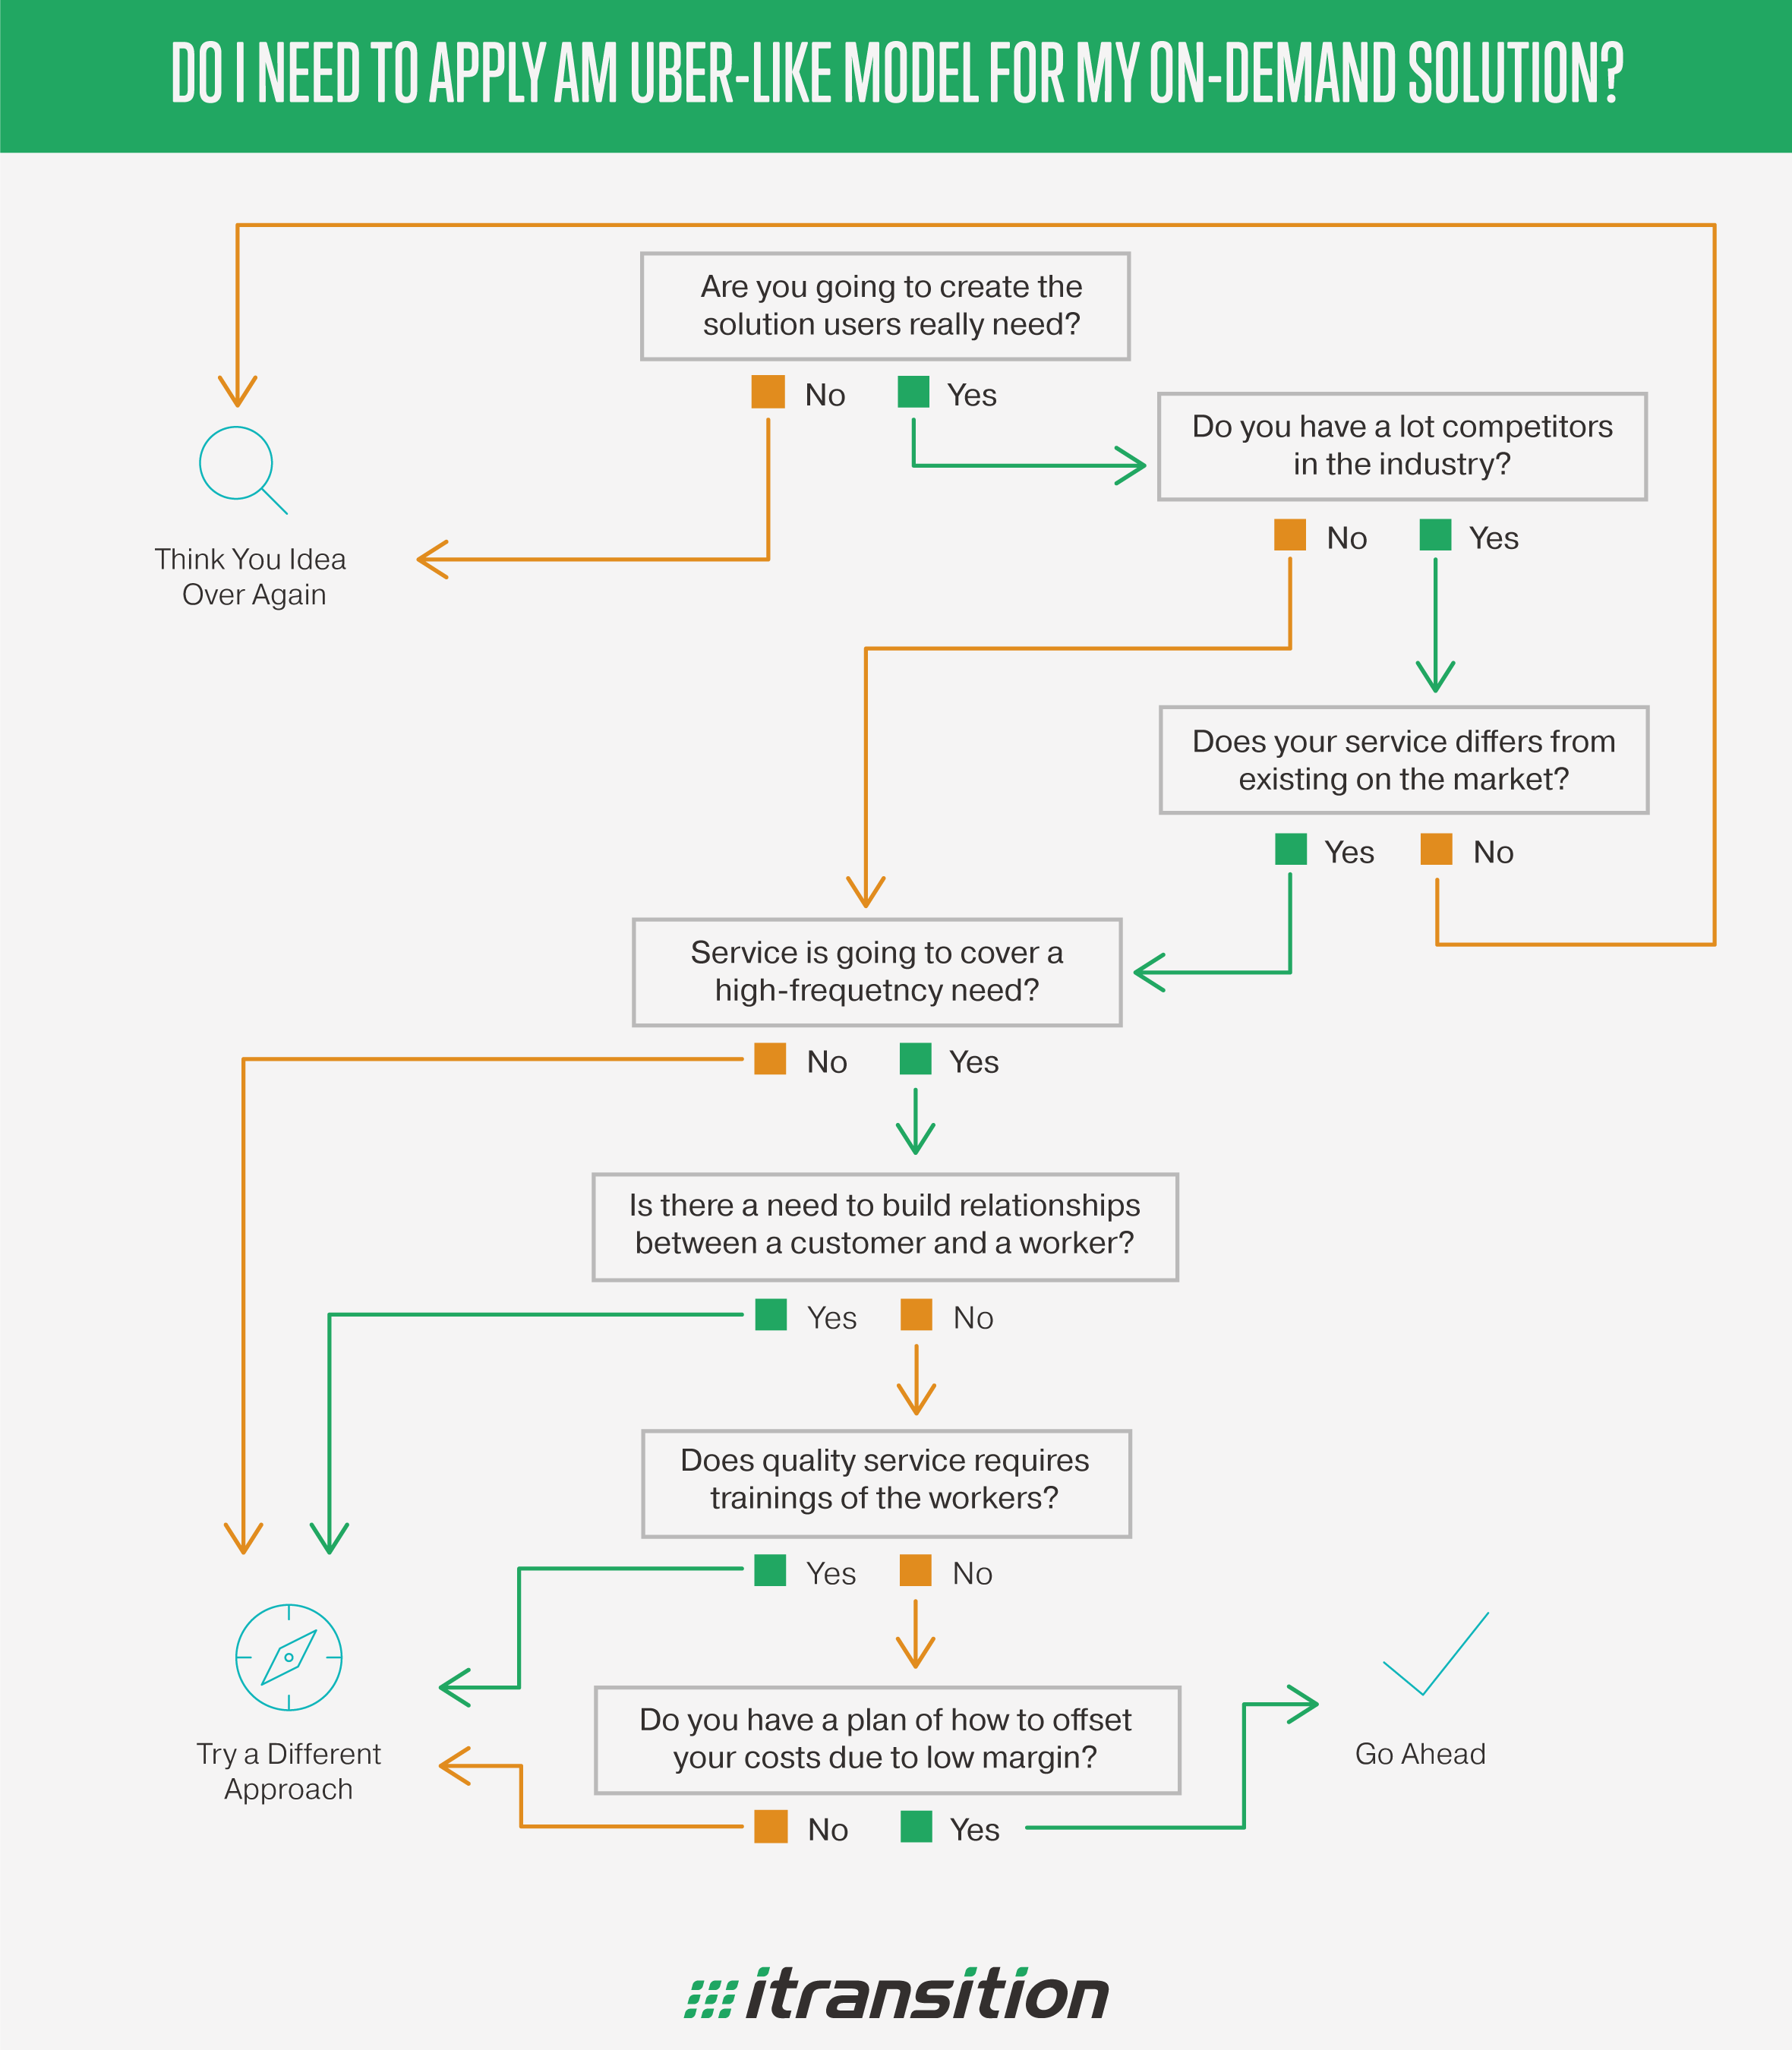 DO I NEED TO APPLY AM UBER-LIKE MODEL FOR MY ON-DEMAND SOLUTION?
Are you going to create the
solution users really need?
No
Yes
Do you have a lot competitors
in the industry?
No
Yes
Think You Idea
Over Again
Does your service differs from
existing on the market?
Yes
No
Service is going to cover a
high-frequetncy need?
No
Yes
Is there a need to build relationships
between a customer and a worker?
Yes
No
Does quality service requires
trainings of the workers?
Yes
No
Do you have a plan of how to offset
your costs due to low margin?
No
Yes
Try a Different
Approach
Go Ahead
itransition